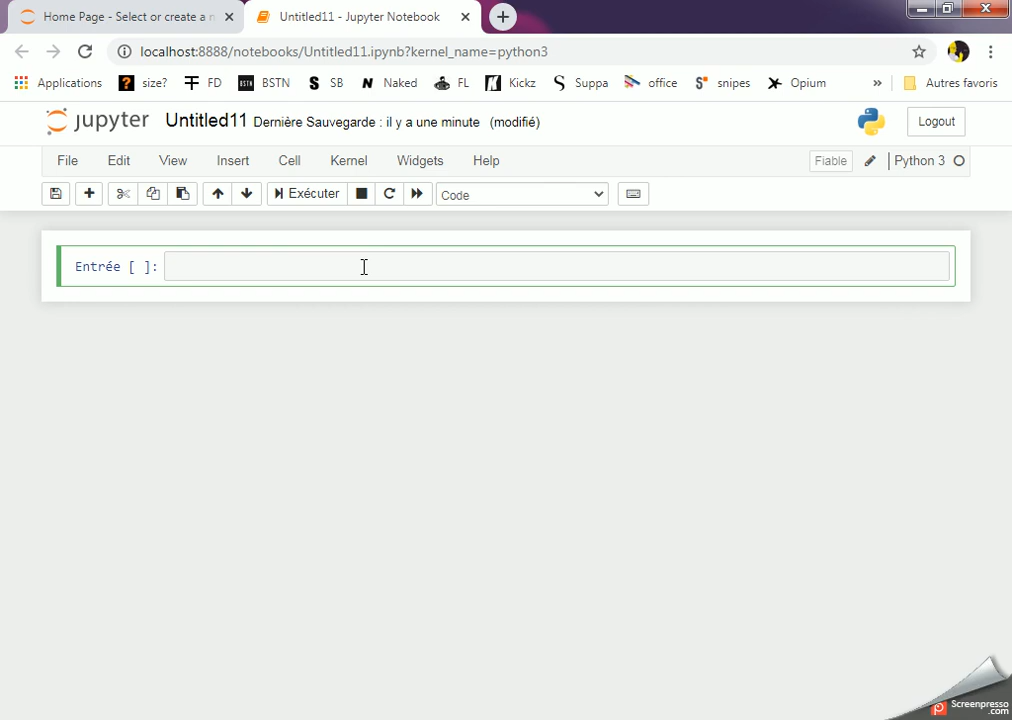 Home Page - Select or create a n
Untitled11 - Jupyter Notebook
localhost:8888/notebooks/Untitled11.ipynb?kernel_name=python3
Applications ? size? FD BSTN BSTN S SB N Naked FL Kickz S Suppa office S snipes Opium » Autres favoris
jupyter Untitled11 Dernière Sauvegarde : il y a une minute (modifié) Logout
File Edit View Insert Cell Kernel Widgets Help Fiable Python 3
Exécuter Code
Entrée [ ]:
Screenpresso
.com